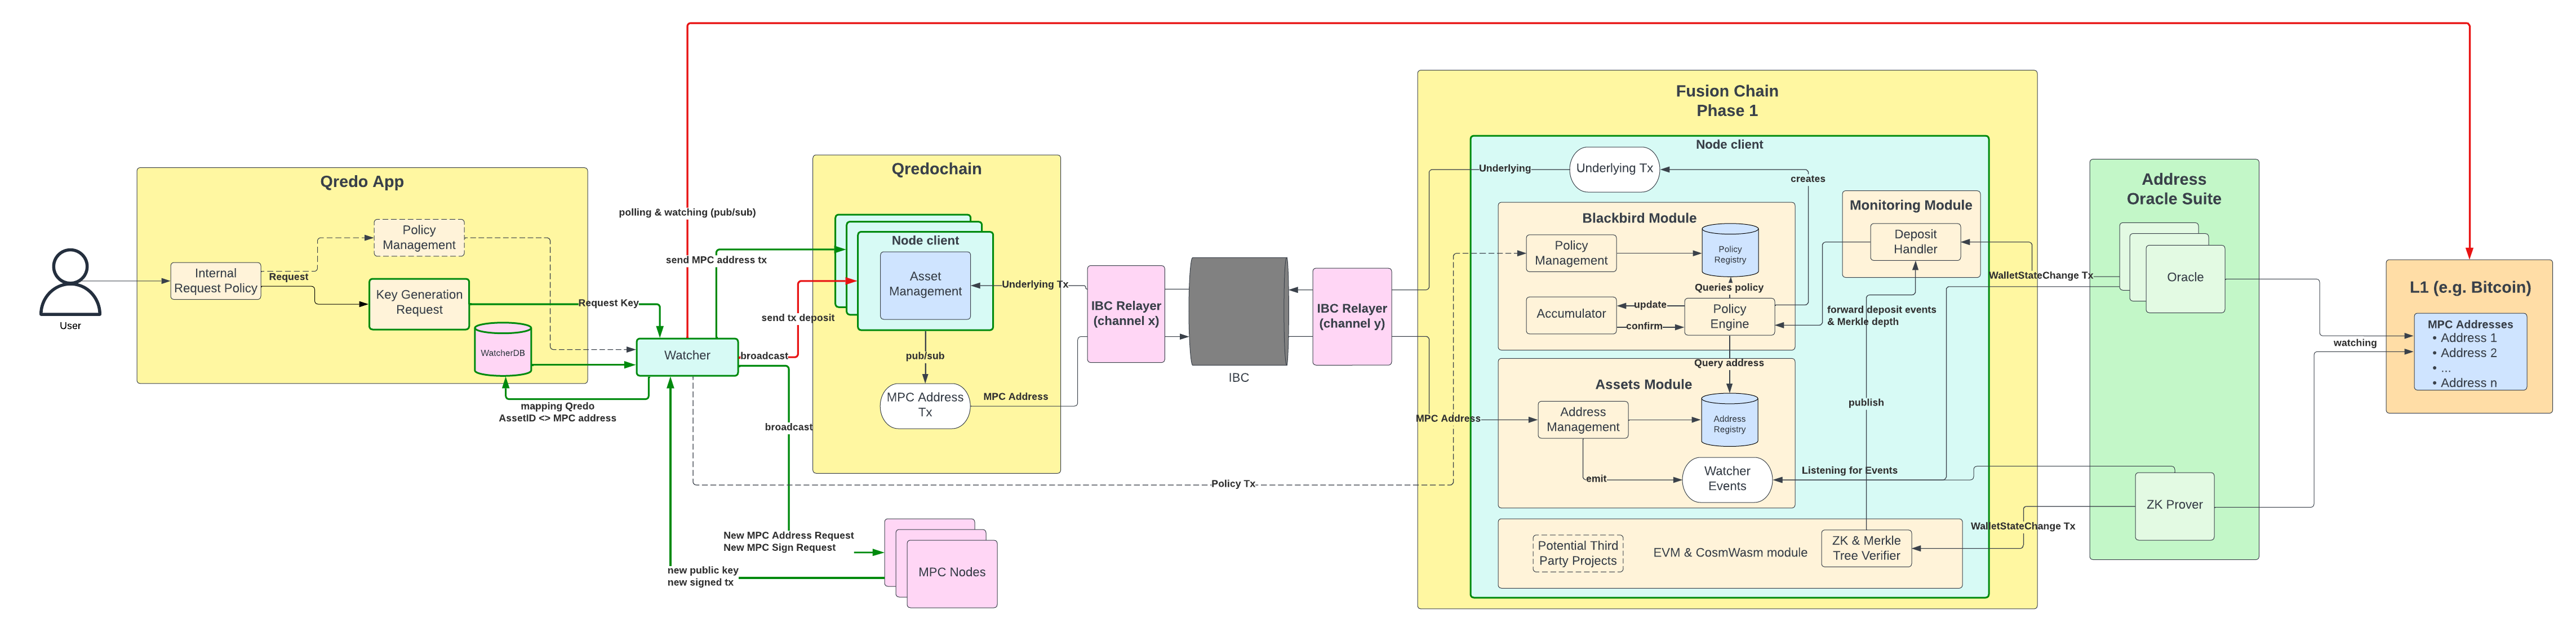 User
Qredo App
Internal
Request Policy
Request
Policy
Management
Key Generation
Request
WatcherDB
Request Key
mapping Qredo
AssetID <> MPC address
Watcher
polling & watching (pub/sub)
send MPC address tx
send tx deposit
broadcast
broadcast
New MPC Address Request
New MPC Sign Request
new public key
new signed tx
MPC Nodes
Policy Tx
Qredochain
Node client
Asset
Management
pub/sub
MPC Address
Tx
Underlying Tx
MPC Address
IBC Relayer
(channel x)
IBC
IBC Relayer
(channel y)
Underlying
MPC Address
Fusion Chain
Phase 1
Node client
Underlying Tx
creates
Blackbird Module
Policy
Management
Policy
Registry
Queries policy
Accumulator
update
confirm
Policy
Engine
Query address
Assets Module
Address
Management
Address
Registry
emit
Watcher
Events
Monitoring Module
Deposit
Handler
forward deposit events
& Merkle depth
publish
Listening for Events
Potential Third
Party Projects
EVM & CosmWasm module
ZK & Merkle
Tree Verifier
WalletStateChange Tx
WalletStateChange Tx
Address
Oracle Suite
Oracle
ZK Prover
watching
L1 (e.g. Bitcoin)
MPC Addresses
• Address 1
• Address 2
• ...
• Address n